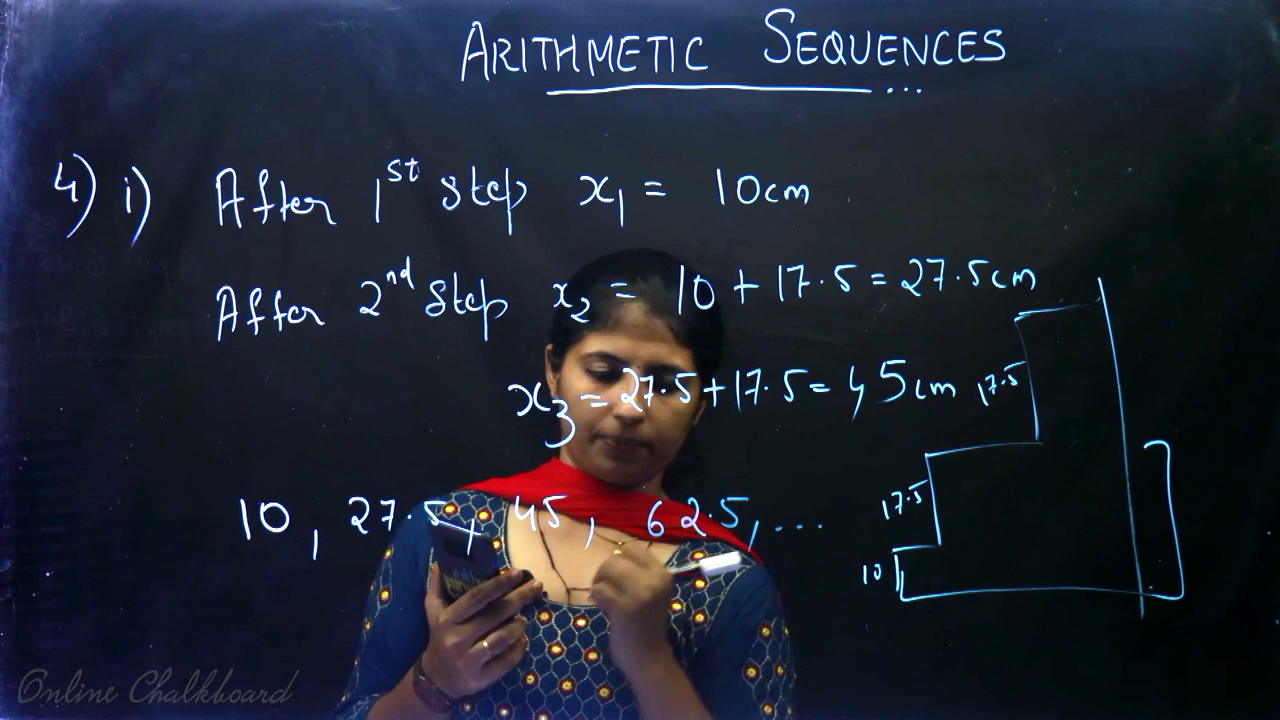 ARITHMETIC SEQUENCES ...
4) i) After 1st step x1 = 10cm
After 2nd step x2 = 10 + 17.5 = 27.5cm
x3 = 27.5 + 17.5 = 45cm
17.5
10, 27.5, 45, 62.5, ...
17.5
10
Online Chalkboard